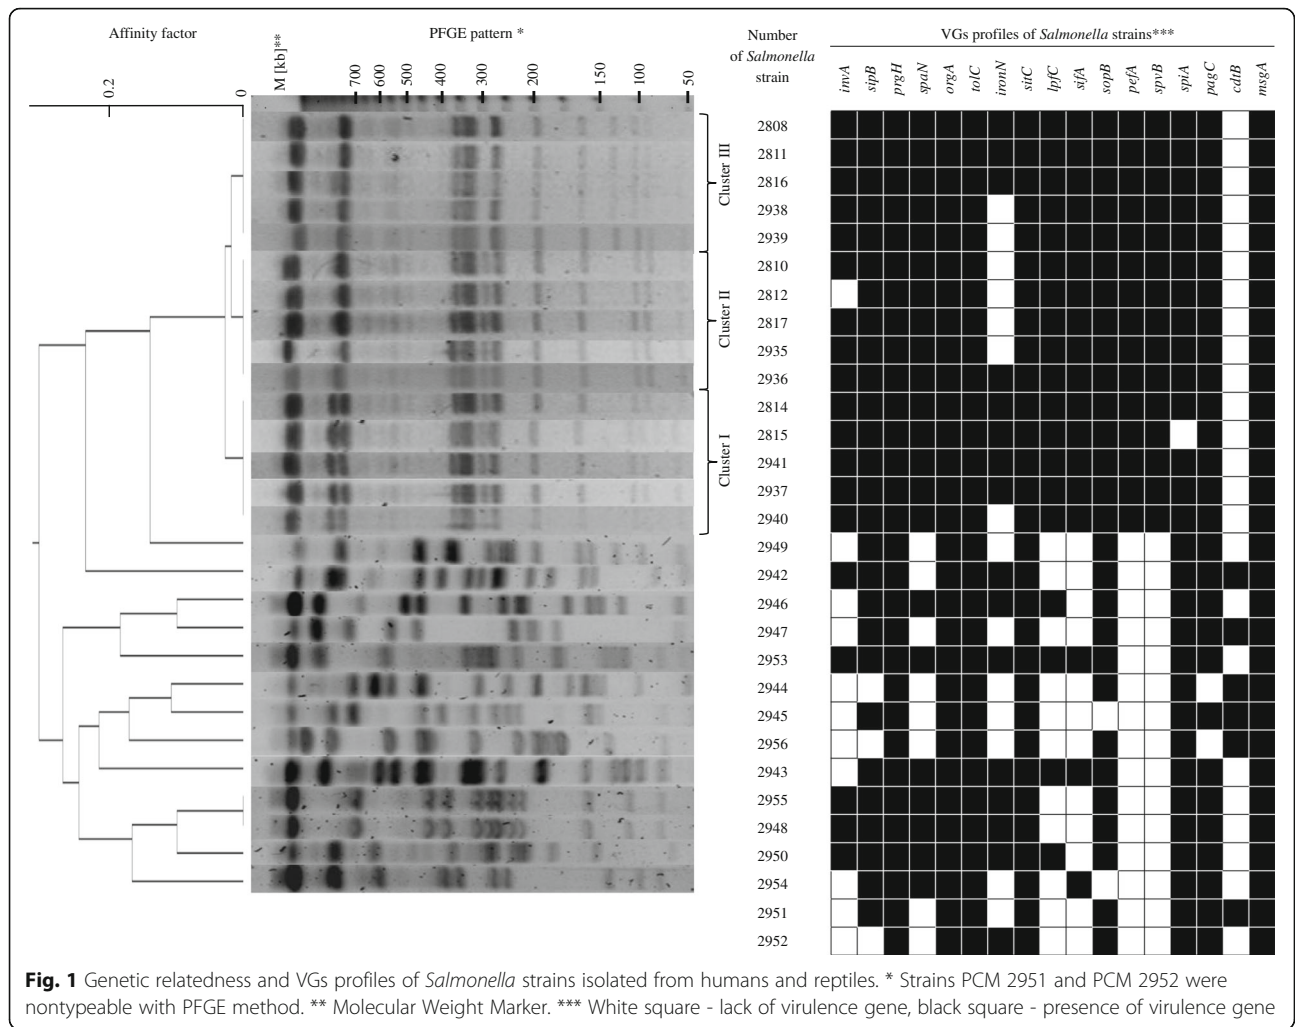 Affinity factor
PFGE pattern *
Number
of Salmonella
strain
VGs profiles of Salmonella strains***
0.2
0
M [kb]**
700
600
500
400
300
200
150
100
50
invA
sipB
prgH
spaN
orgA
tolC
ironN
sitC
lpfC
sifA
sopB
pefA
spvB
spiA
pagC
cdtB
msgA
Cluster III
Cluster II
Cluster I
2808
2811
2816
2938
2939
2810
2812
2817
2935
2936
2814
2815
2941
2937
2940
2949
2942
2946
2947
2953
2944
2945
2956
2943
2955
2948
2950
2954
2951
2952
Fig. 1 Genetic relatedness and VGs profiles of Salmonella strains isolated from humans and reptiles. * Strains PCM 2951 and PCM 2952 were
nontypeable with PFGE method. ** Molecular Weight Marker. *** White square - lack of virulence gene, black square - presence of virulence gene